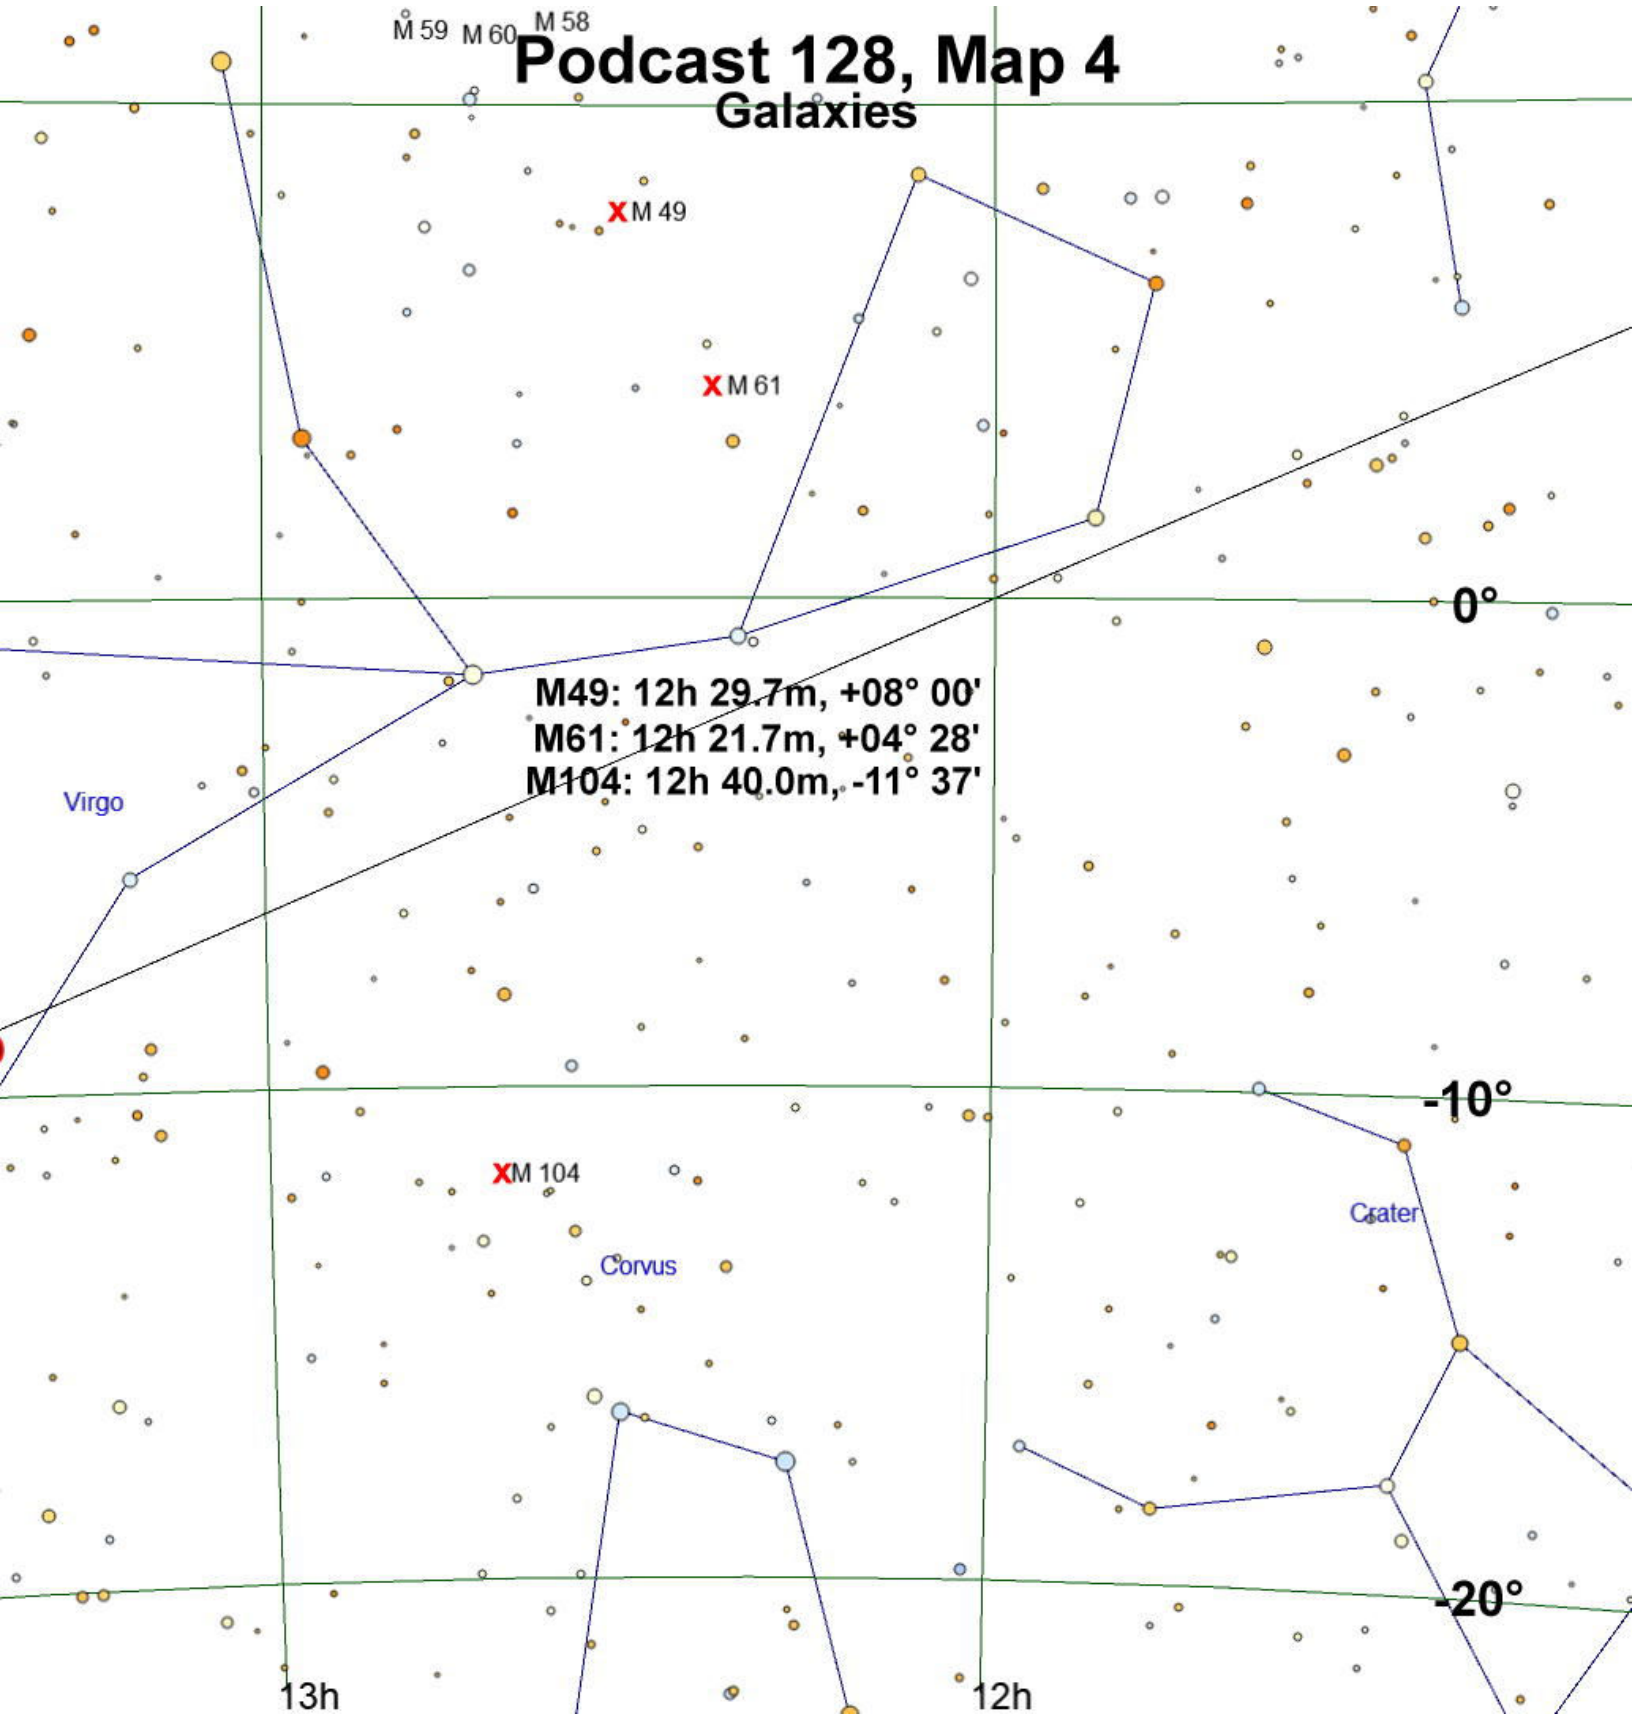 M 59 M 60 M 58
Podcast 128, Map 4
Galaxies
X M 49
X M 61
0°
M49: 12h 29.7m, +08° 00'
M61: 12h 21.7m, +04° 28'
M104: 12h 40.0m, -11° 37'
Virgo
-10°
X M 104
Crater
Corvus
-20°
13h 12h